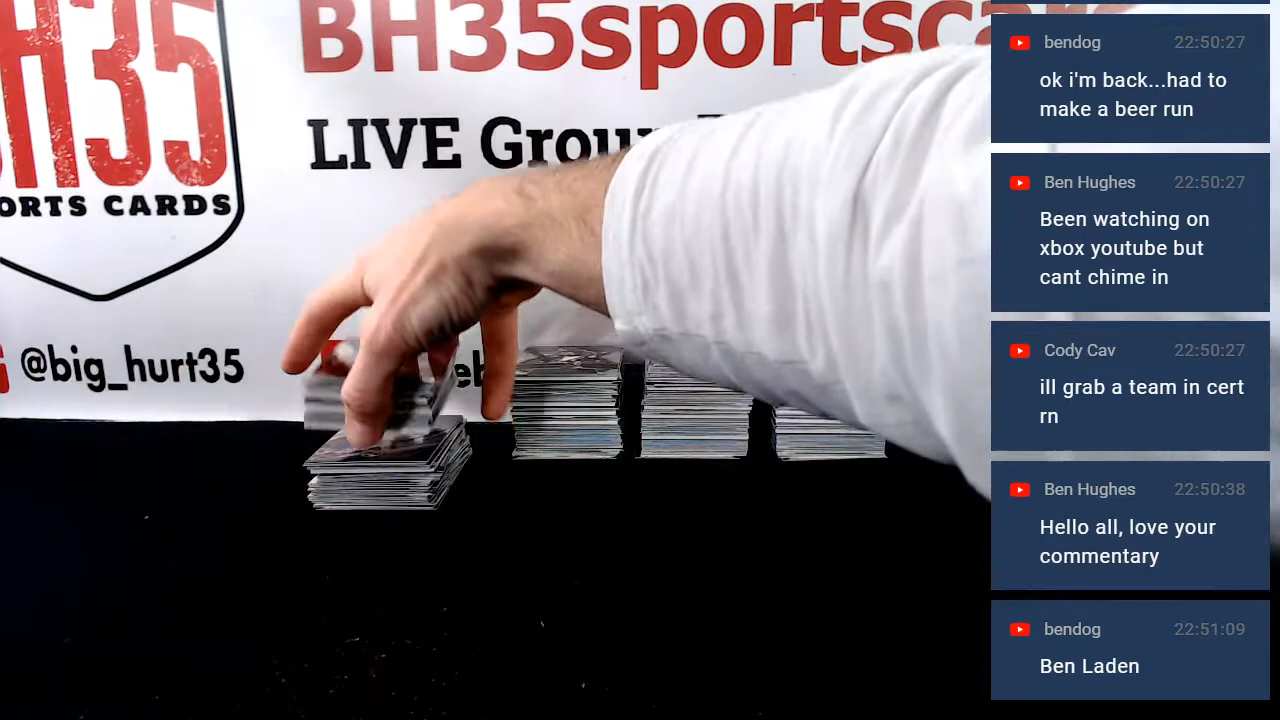 BH35sportsc
LIVE Grou
H35
ORTS CARDS
@big_hurt35
eb
bendog 22:50:27
ok i'm back...had to
make a beer run
Ben Hughes 22:50:27
Been watching on
xbox youtube but
cant chime in
Cody Cav 22:50:27
ill grab a team in cert
rn
Ben Hughes 22:50:38
Hello all, love your
commentary
bendog 22:51:09
Ben Laden